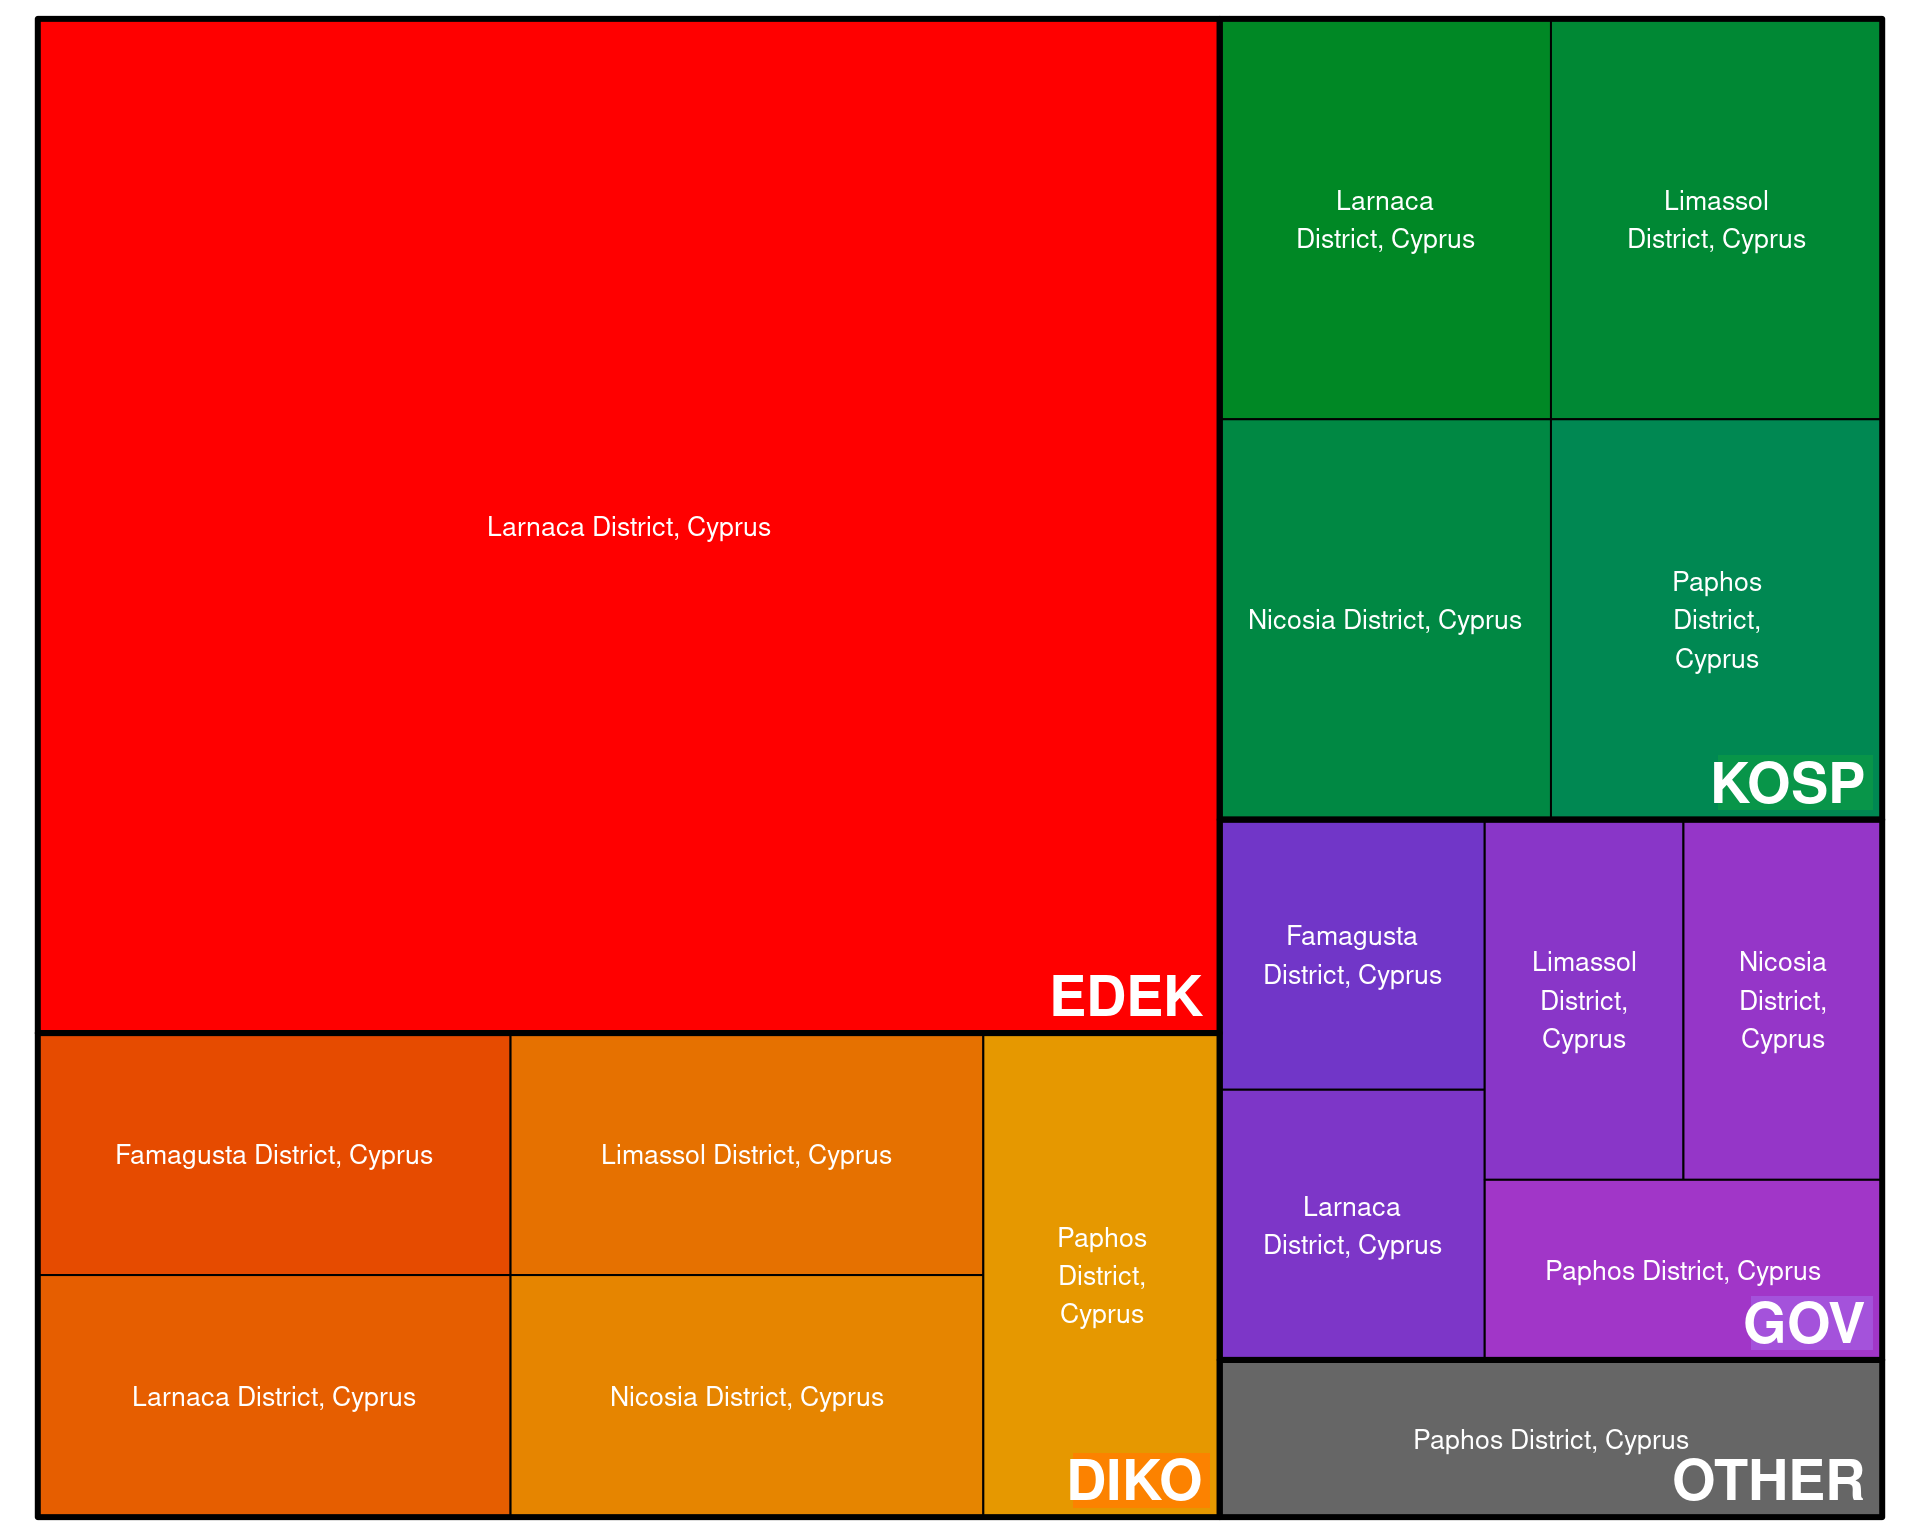 Larnaca District, Cyprus
EDEK
Famagusta District, Cyprus
Limassol District, Cyprus
Larnaca District, Cyprus
Nicosia District, Cyprus
Paphos
District,
Cyprus
DIKO
Larnaca
District, Cyprus
Limassol
District, Cyprus
Nicosia District, Cyprus
Paphos
District,
Cyprus
KOSP
Famagusta
District, Cyprus
Larnaca
District, Cyprus
Limassol
District,
Cyprus
Nicosia
District,
Cyprus
Paphos District, Cyprus
GOV
Paphos District, Cyprus
OTHER